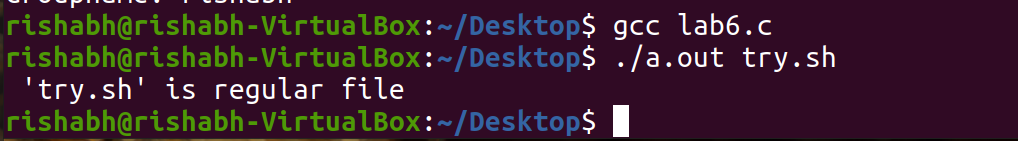 rishabh@rishabh-VirtualBox:~/Desktop$ gcc lab6.c
rishabh@rishabh-VirtualBox:~/Desktop$ ./a.out try.sh
'try.sh' is regular file
rishabh@rishabh-VirtualBox:~/Desktop$